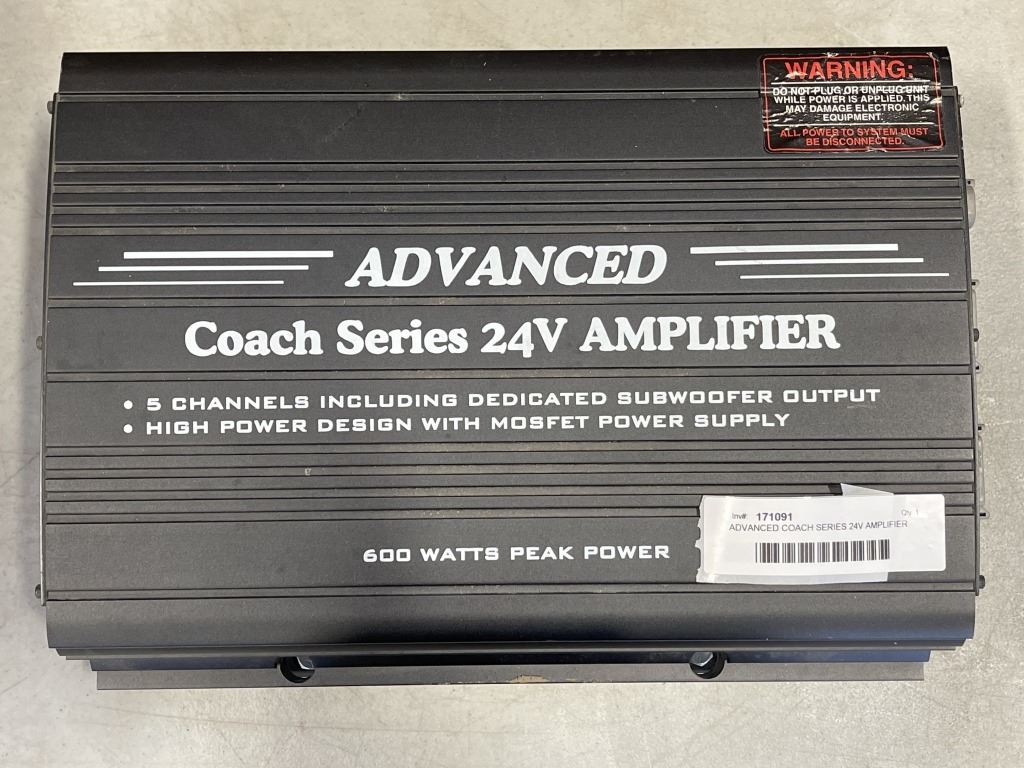 WARNING:
DO NOT PLUG OR UNPLUG UNIT
WHILE POWER IS APPLIED. THIS
MAY DAMAGE ELECTRONIC
EQUIPMENT.
ALL POWER TO SYSTEM MUST
BE DISCONNECTED.
ADVANCED
Coach Series 24V AMPLIFIER
• 5 CHANNELS INCLUDING DEDICATED SUBWOOFER OUTPUT
• HIGH POWER DESIGN WITH MOSFET POWER SUPPLY
600 WATTS PEAK POWER
Inv#: 171091 Qty: 1
ADVANCED COACH SERIES 24V AMPLIFIER